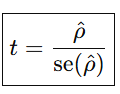 t = ρ̂ / se(ρ̂)